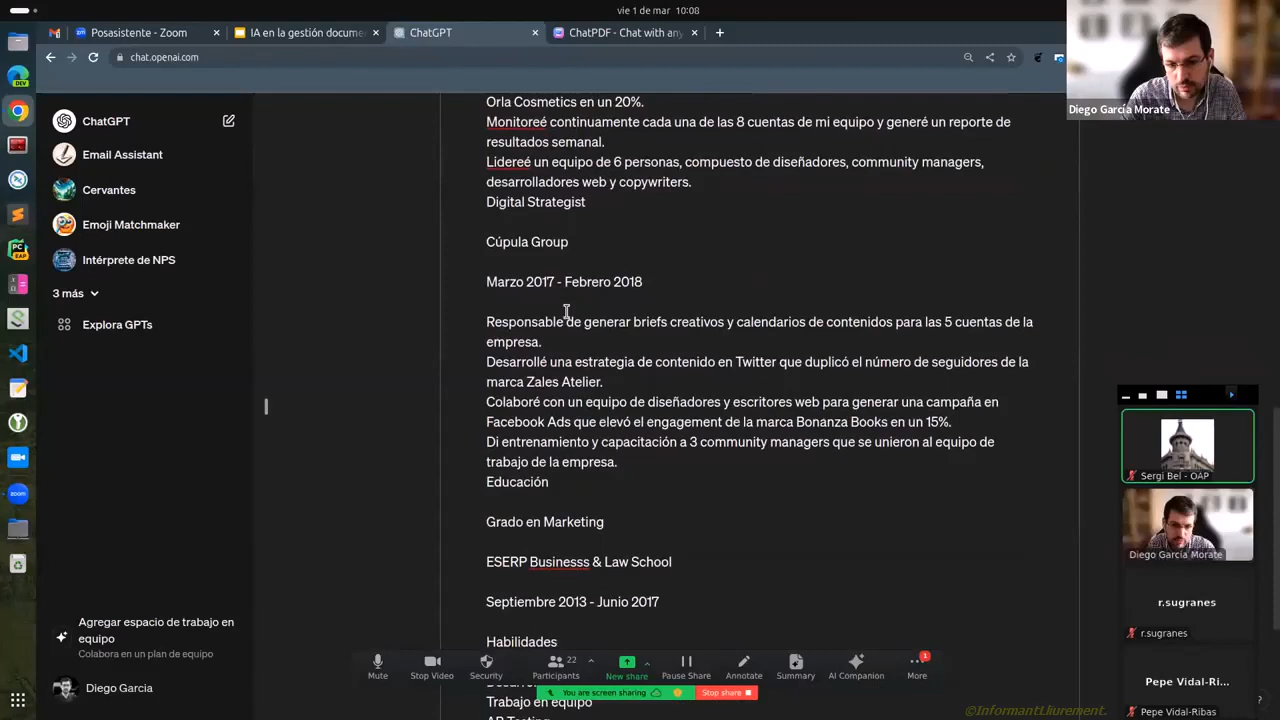 vie 1 de mar 10:08
Posasistente - Zoom
IA en la gestión docume
ChatGPT
ChatPDF - Chat with any
chat.openai.com
Diego García Morate
ChatGPT
Email Assistant
Cervantes
Emoji Matchmaker
Intérprete de NPS
3 más
Explora GPTs
Orla Cosmetics en un 20%.
Monitoreé continuamente cada una de las 8 cuentas de mi equipo y generé un reporte de
resultados semanal.
Lidereé un equipo de 6 personas, compuesto de diseñadores, community managers,
desarrolladores web y copywriters.
Digital Strategist
Cúpula Group
Marzo 2017 - Febrero 2018
Responsable de generar briefs creativos y calendarios de contenidos para las 5 cuentas de la
empresa.
Desarrollé una estrategia de contenido en Twitter que duplicó el número de seguidores de la
marca Zales Atelier.
Colaboré con un equipo de diseñadores y escritores web para generar una campaña en
Facebook Ads que elevó el engagement de la marca Bonanza Books en un 15%.
Di entrenamiento y capacitación a 3 community managers que se unieron al equipo de
trabajo de la empresa.
Educación
Grado en Marketing
ESERP Businesss & Law School
Septiembre 2013 - Junio 2017
Habilidades
Trabajo en equipo
Agregar espacio de trabajo en
equipo
Colabora en un plan de equipo
Diego Garcia
Mute
Stop Video
Security
22
Participants
New share
Pause Share
Annotate
Summary
AI Companion
1
More
You are screen sharing
Stop share
Sergi Bel - OAP
Diego García Morate
r.sugranes
r.sugranes
Pepe Vidal-Ri...
Pepe Vidal-Ribas
DEV
PC
EAP
zoom
©InformantLliurement.